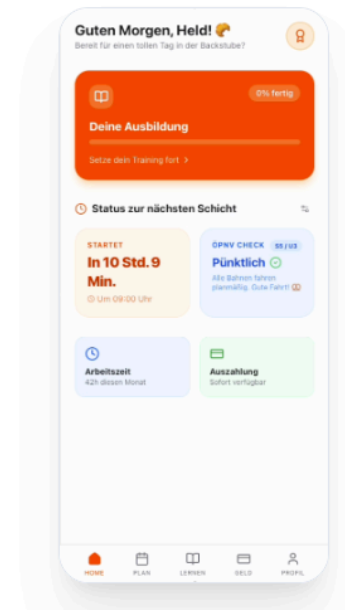 Guten Morgen, Held! 🥐
Bereit für einen tollen Tag in der Backstube?
0% fertig
Deine Ausbildung
Setze dein Training fort >
Status zur nächsten Schicht
STARTET
In 10 Std. 9
Min.
Um 09:00 Uhr
ÖPNV CHECK S5 / U3
Pünktlich
Alle Bahnen fahren
planmäßig. Gute Fahrt! 🚃
Arbeitszeit
42h diesen Monat
Auszahlung
Sofort verfügbar
HOME PLAN LERNEN GELD PROFIL